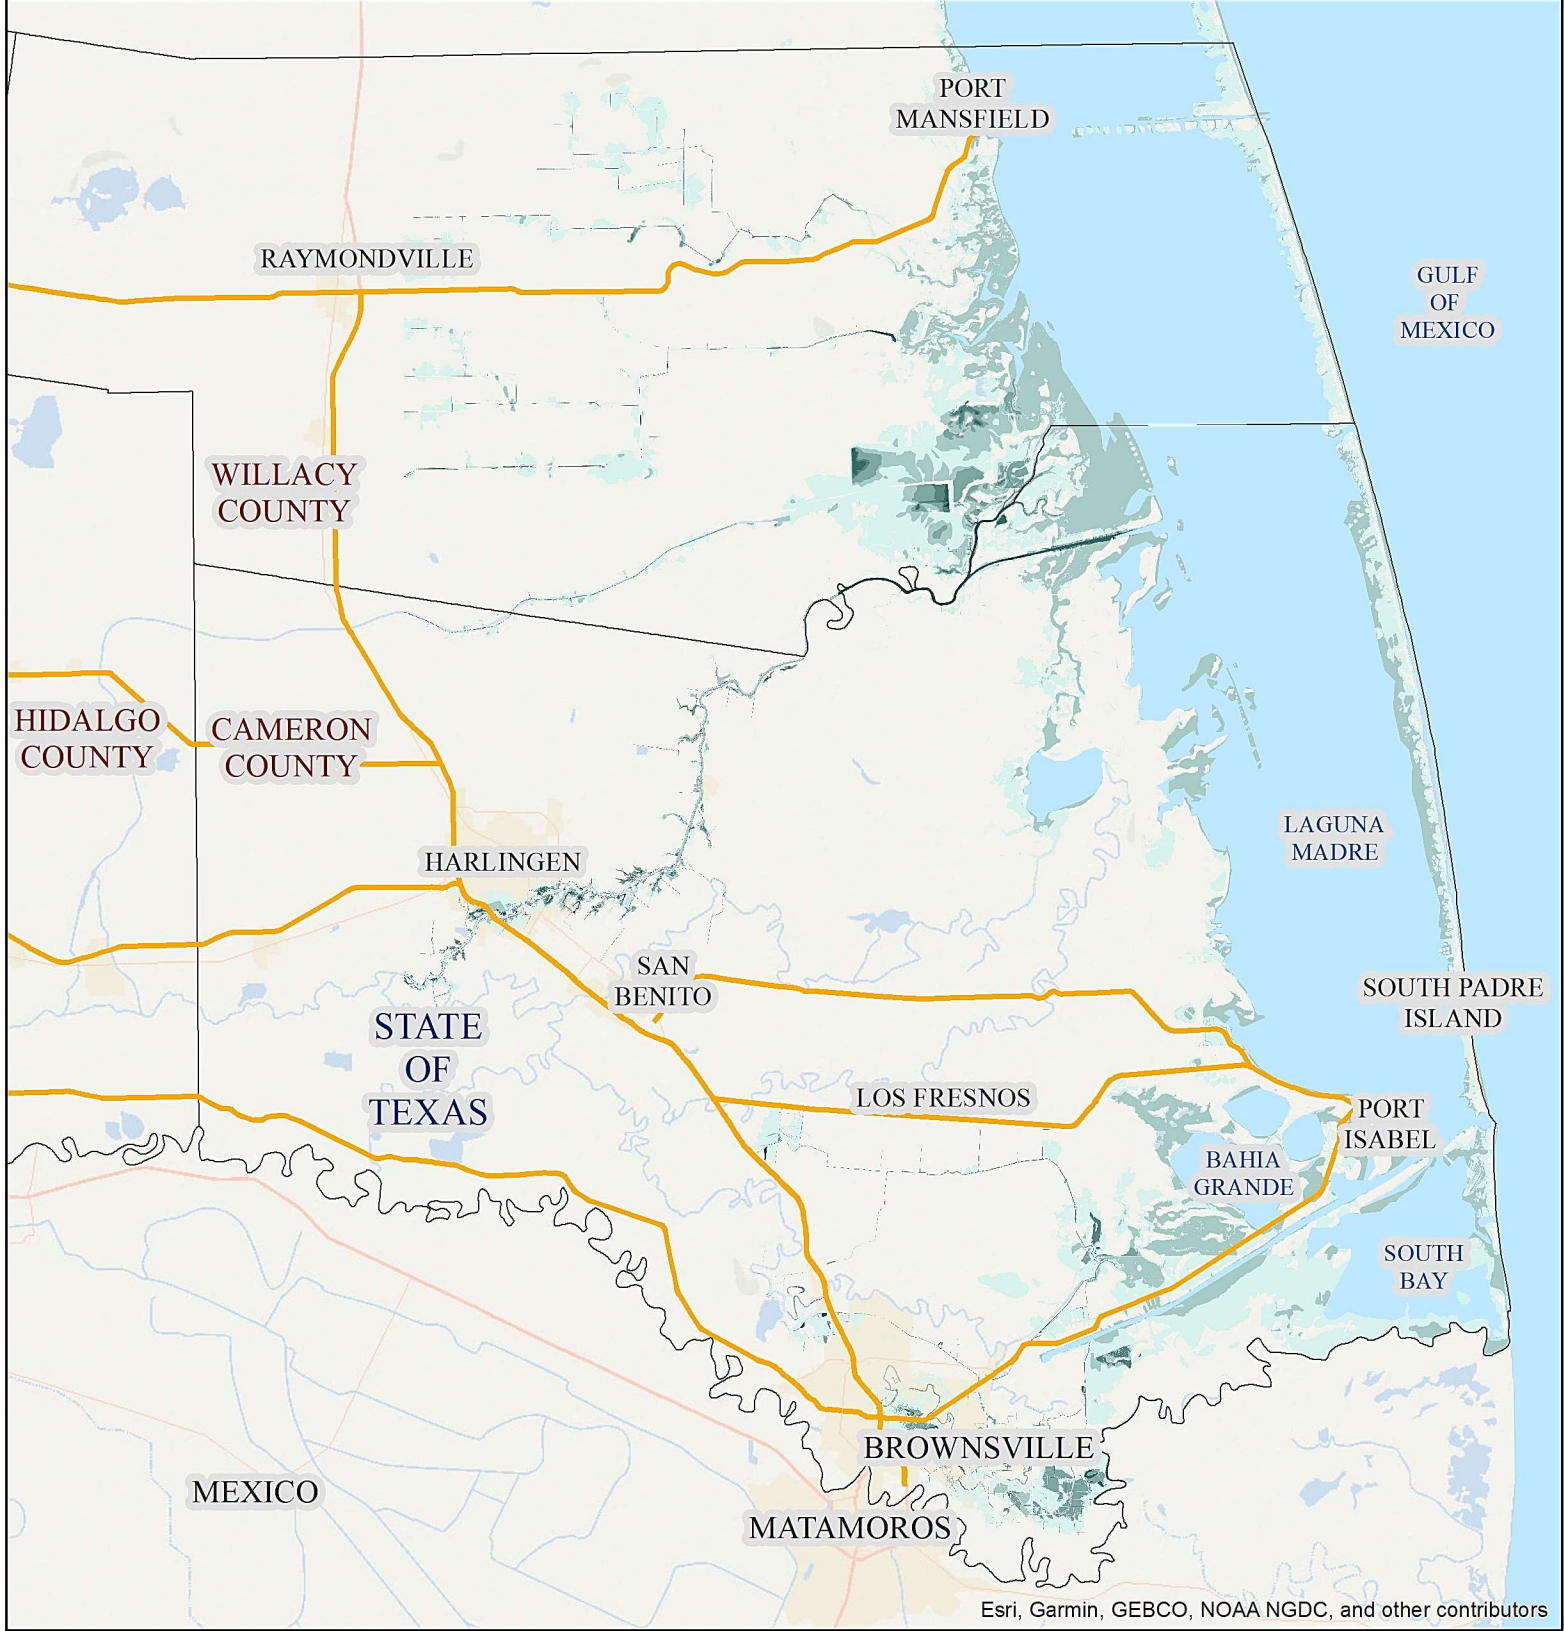 PORT
MANSFIELD
RAYMONDVILLE
GULF
OF
MEXICO
WILLACY
COUNTY
HIDALGO
COUNTY
CAMERON
COUNTY
LAGUNA
MADRE
HARLINGEN
SAN
BENITO
SOUTH PADRE
ISLAND
STATE
OF
TEXAS
LOS FRESNOS
PORT
ISABEL
BAHIA
GRANDE
SOUTH
BAY
BROWNSVILLE
MEXICO
MATAMOROS
Esri, Garmin, GEBCO, NOAA NGDC, and other contributors